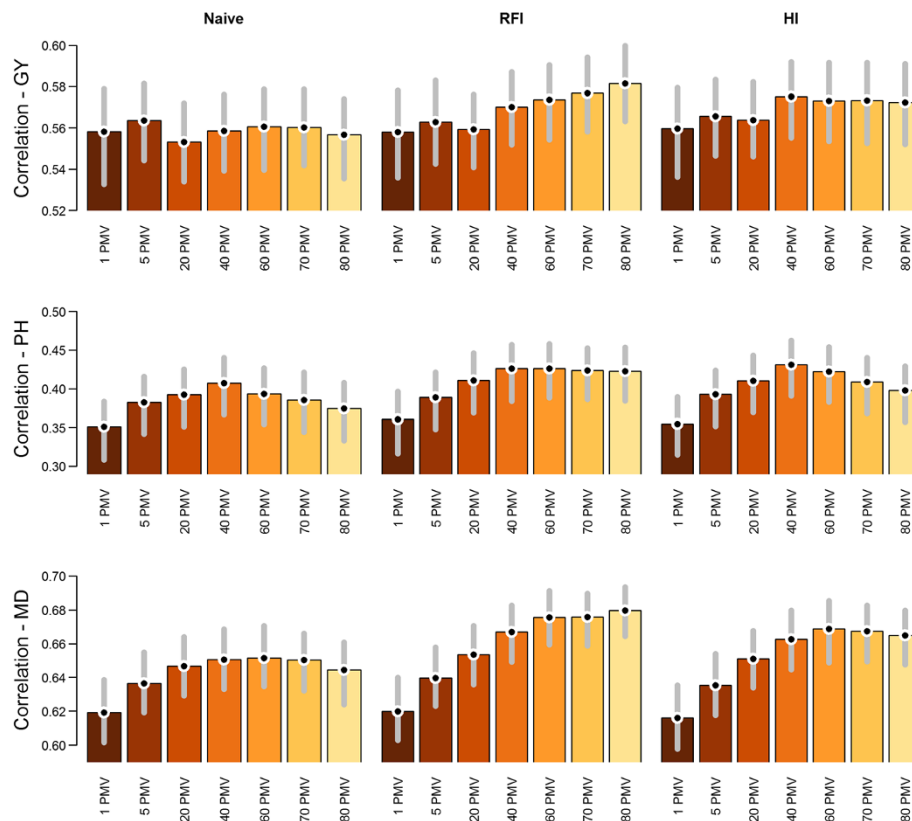 Naive RFI HI
Correlation - GY
0.60
0.58
0.56
0.54
0.52
1 PMV 5 PMV 20 PMV 40 PMV 60 PMV 70 PMV 80 PMV 1 PMV 5 PMV 20 PMV 40 PMV 60 PMV 70 PMV 80 PMV 1 PMV 5 PMV 20 PMV 40 PMV 60 PMV 70 PMV 80 PMV
Correlation - PH
0.50
0.45
0.40
0.35
0.30
1 PMV 5 PMV 20 PMV 40 PMV 60 PMV 70 PMV 80 PMV 1 PMV 5 PMV 20 PMV 40 PMV 60 PMV 70 PMV 80 PMV 1 PMV 5 PMV 20 PMV 40 PMV 60 PMV 70 PMV 80 PMV
Correlation - MD
0.70
0.68
0.66
0.64
0.62
0.60
1 PMV 5 PMV 20 PMV 40 PMV 60 PMV 70 PMV 80 PMV 1 PMV 5 PMV 20 PMV 40 PMV 60 PMV 70 PMV 80 PMV 1 PMV 5 PMV 20 PMV 40 PMV 60 PMV 70 PMV 80 PMV